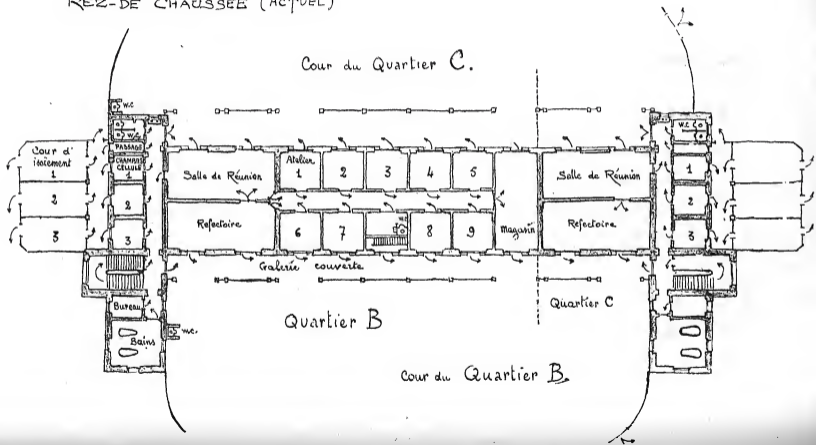 REZ-DE CHAUSSÉE (ACTUEL)
Cour du Quartier C.
W.C
W.C
W.C
PASSAGE
Cour d'
isolement
1
CHAMBRE
CELLULE
1
Salle de Réunion
Atelier
1
2
3
4
5
Salle de Réunion
1
2
2
2
Refectoire
6
7
W.C
8
9
Magasin
Refectoire
3
3
3
Galerie couverte
Bureau
Quartier C
Quartier B
W.C.
Bains
Cour du Quartier B.